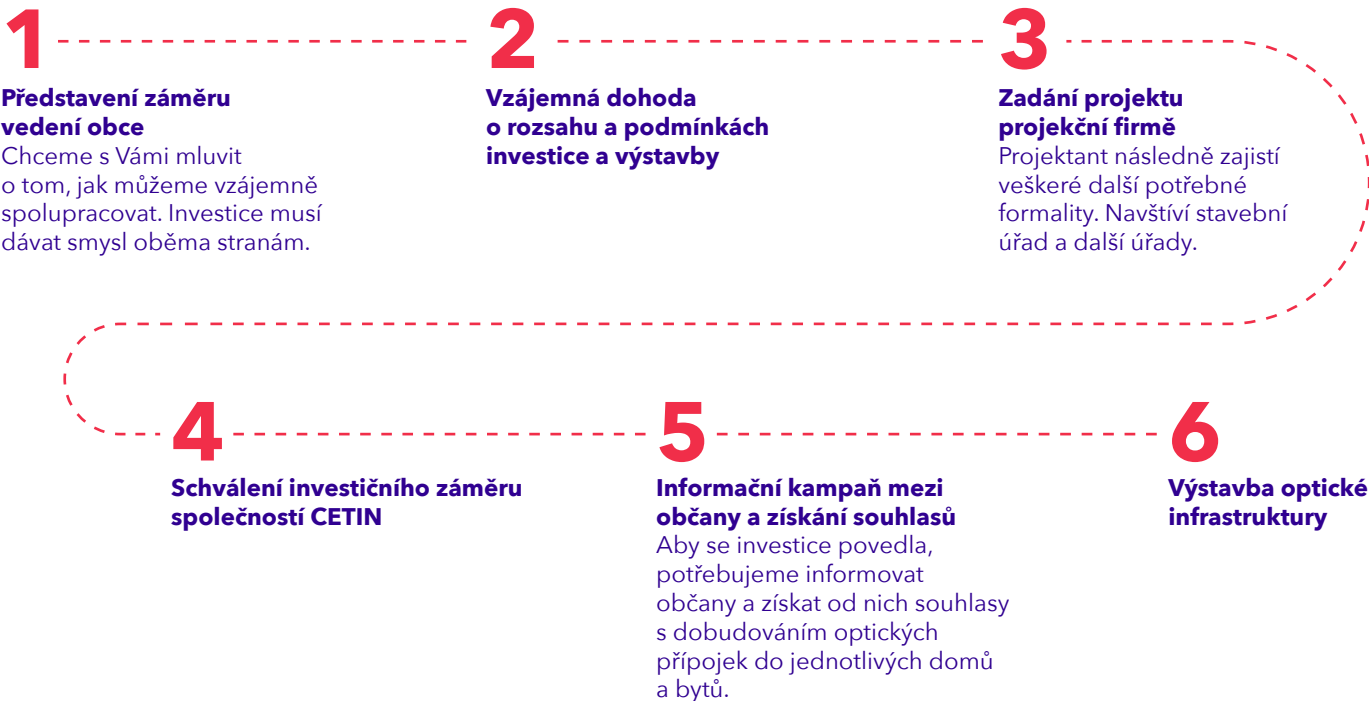 1
Představení záměru
vedení obce
Chceme s Vámi mluvit
o tom, jak můžeme vzájemně
spolupracovat. Investice musí
dávat smysl oběma stranám.
2
Vzájemná dohoda
o rozsahu a podmínkách
investice a výstavby
3
Zadání projektu
projekční firmě
Projektant následně zajistí
veškeré další potřebné
formality. Navštíví stavební
úřad a další úřady.
4
Schválení investičního záměru
společností CETIN
5
Informační kampaň mezi
občany a získání souhlasů
Aby se investice povedla,
potřebujeme informovat
občany a získat od nich souhlasy
s dobudováním optických
přípojek do jednotlivých domů
a bytů.
6
Výstavba optické
infrastruktury